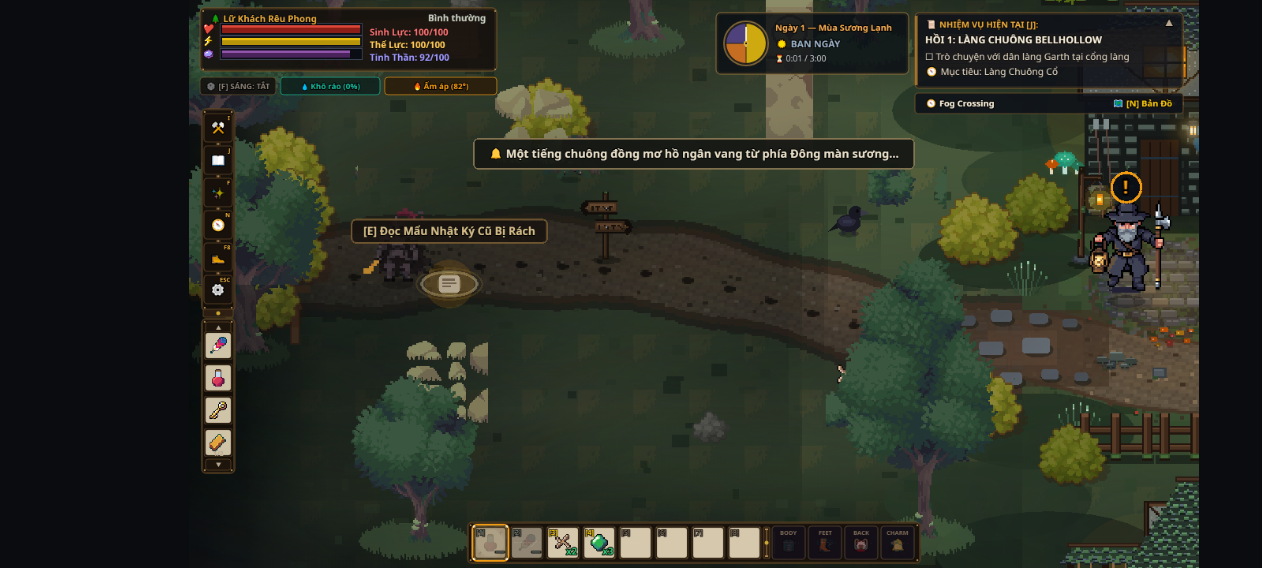 Lữ Khách Rêu Phong
Bình thường
Sinh Lực: 100/100
Thể Lực: 100/100
Tinh Thần: 92/100
[F] SÁNG: TẮT
Khô ráo (0%)
Ấm áp (82°)
Ngày 1 — Mùa Sương Lạnh
BAN NGÀY
0:01 / 3:00
NHIỆM VỤ HIỆN TẠI [J]:
HỒI 1: LÀNG CHUÔNG BELLHOLLOW
☐ Trò chuyện với dân làng Garth tại cổng làng
Mục tiêu: Làng Chuông Cổ
Fog Crossing
[N] Bản Đồ
Một tiếng chuông đồng mơ hồ ngân vang từ phía Đông màn sương...
[E] Đọc Mẩu Nhật Ký Cũ Bị Rách
!
I
J
F
N
F8
ESC
x2
x3
BODY
FEET
BACK
CHARM